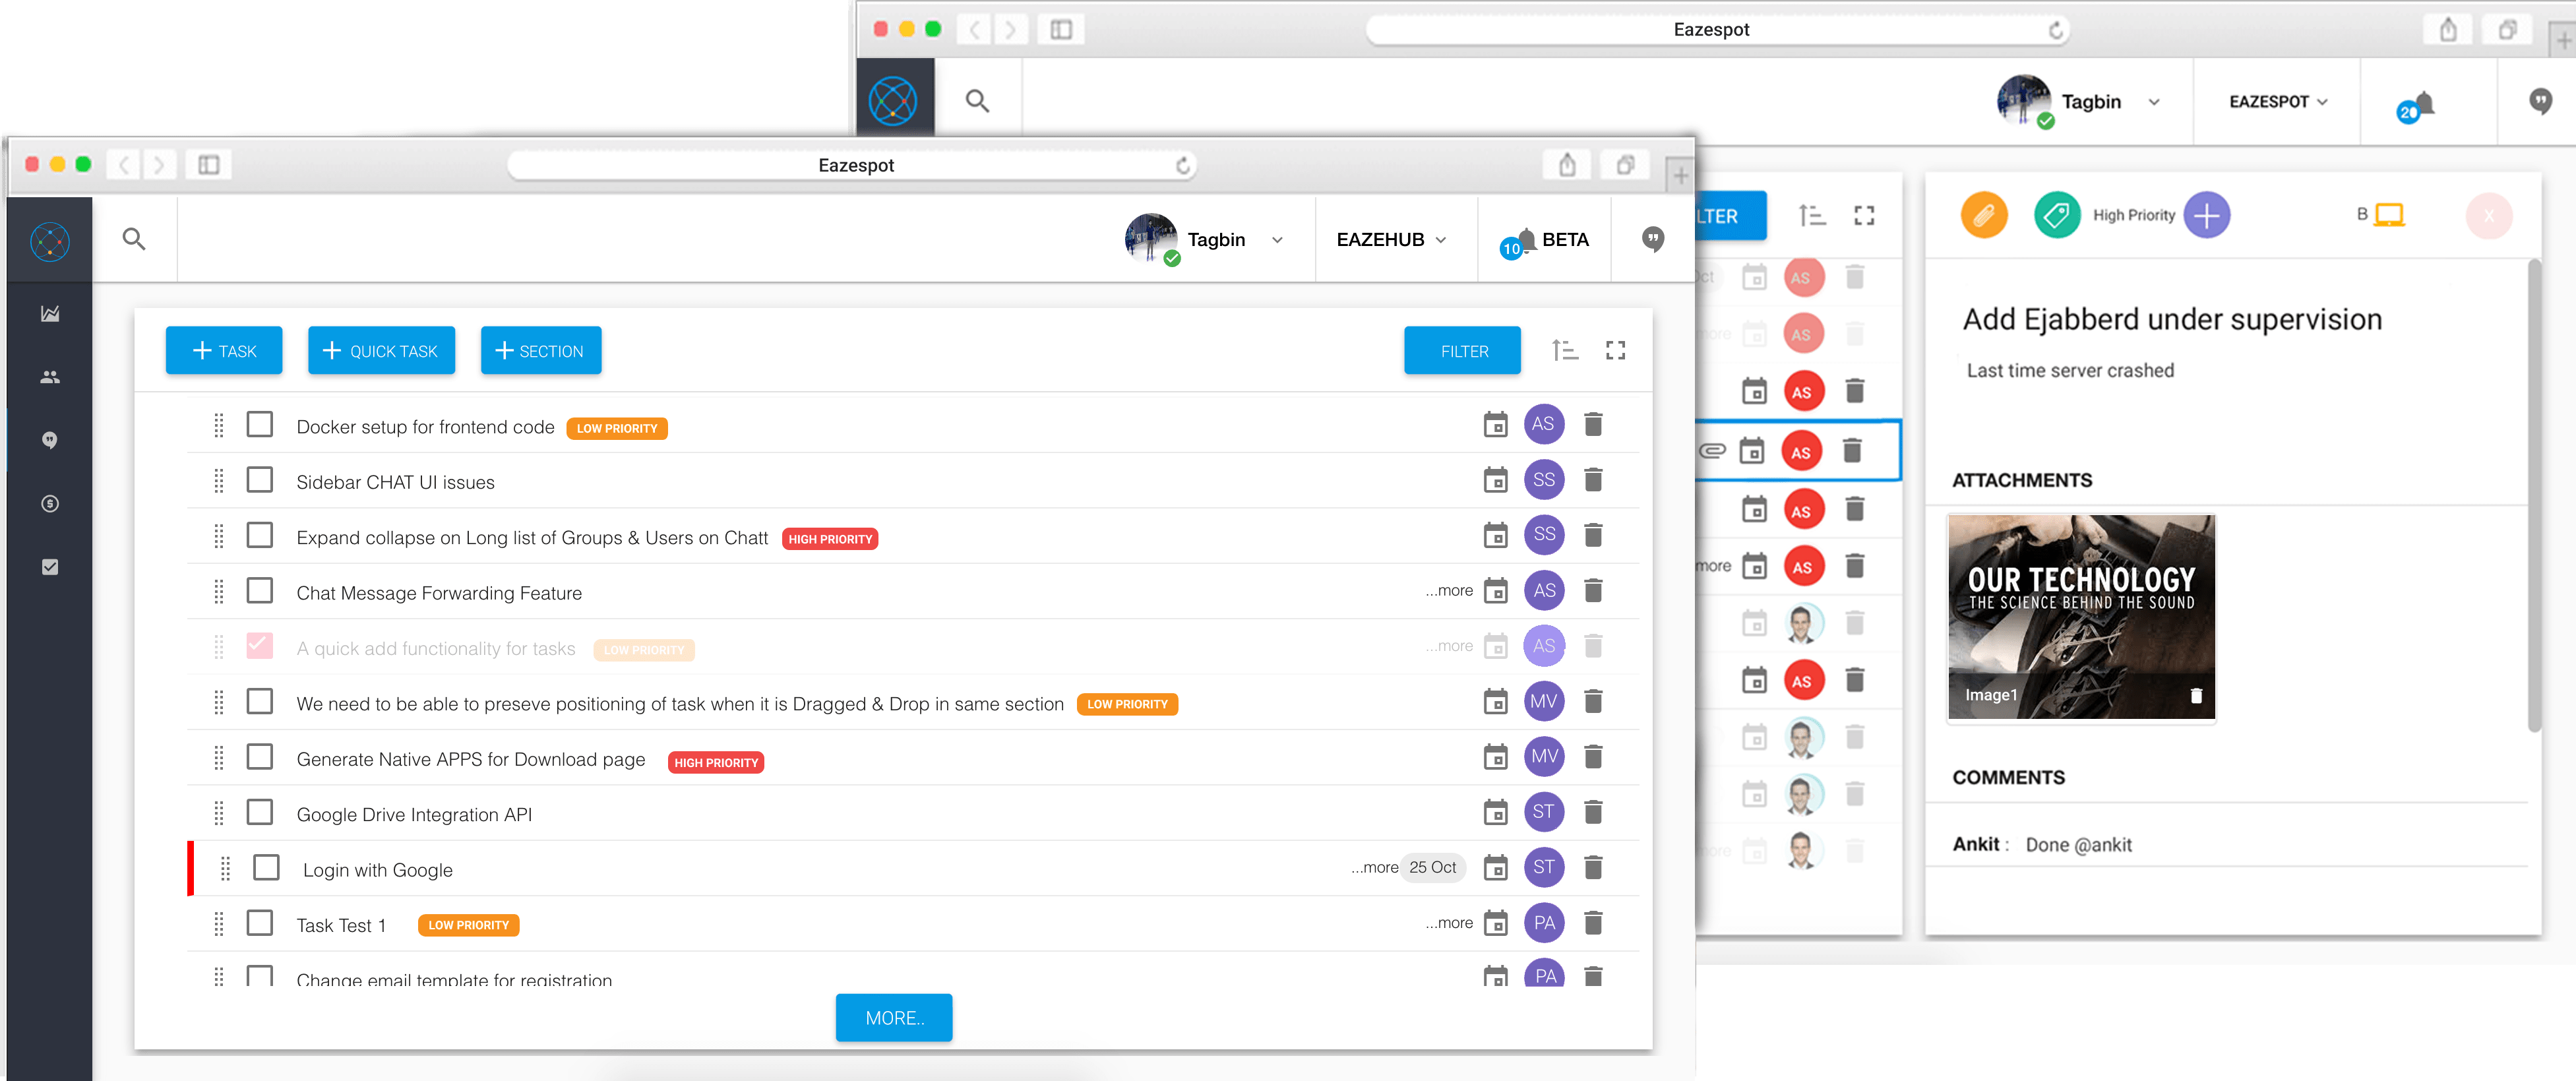 Eazespot
Tagbin
EAZESPOT
20
Eazespot
Tagbin
EAZEHUB
10
BETA
TASK
QUICK TASK
SECTION
FILTER
Docker setup for frontend code LOW PRIORITY AS
Sidebar CHAT UI issues SS
Expand collapse on Long list of Groups & Users on Chatt HIGH PRIORITY SS
Chat Message Forwarding Feature ...more AS
A quick add functionality for tasks LOW PRIORITY ...more AS
We need to be able to preseve positioning of task when it is Dragged & Drop in same section LOW PRIORITY MV
Generate Native APPS for Download page HIGH PRIORITY MV
Google Drive Integration API ST
Login with Google ...more 25 Oct ST
Task Test 1 LOW PRIORITY ...more PA
Change email template for registration PA
MORE..
LTER
Oct AS
more AS
AS
AS
AS
more AS
AS
more
High Priority
B
X
Add Ejabberd under supervision
Last time server crashed
ATTACHMENTS
OUR TECHNOLOGY
THE SCIENCE BEHIND THE SOUND
Image1
COMMENTS
Ankit : Done @ankit